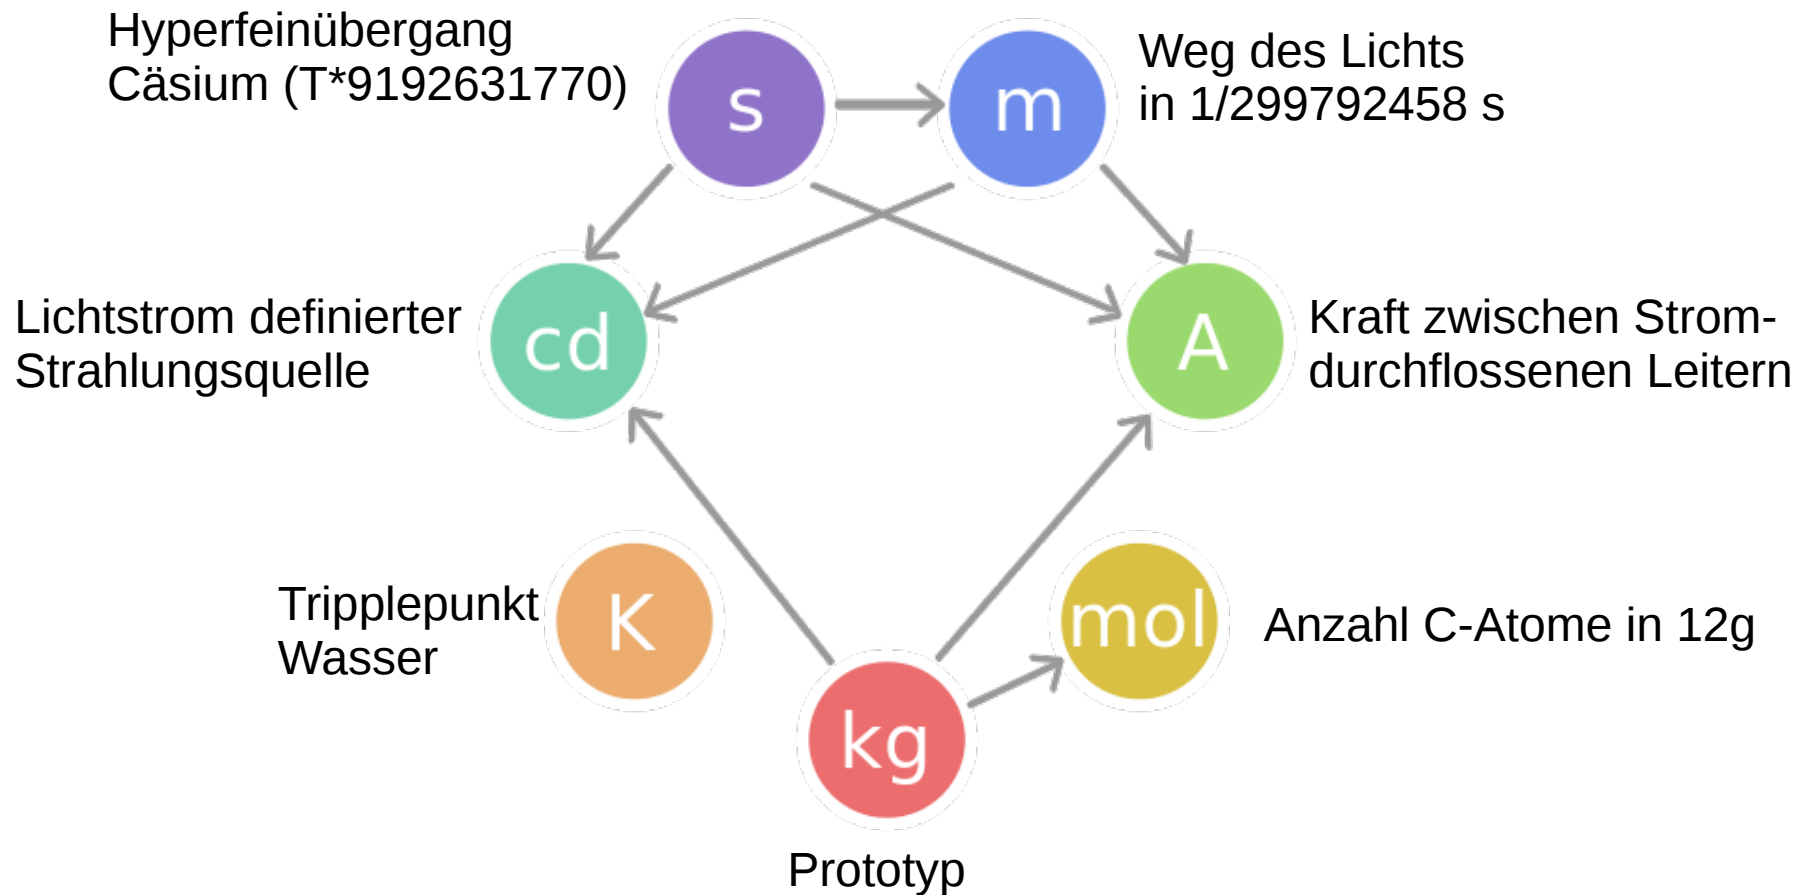 Hyperfeinübergang
Cäsium (T*9192631770)
s
m
Weg des Lichts
in 1/299792458 s
Lichtstrom definierter
Strahlungsquelle
cd
A
Kraft zwischen Strom-
durchflossenen Leitern
Tripplepunkt
Wasser
K
mol
Anzahl C-Atome in 12g
kg
Prototyp